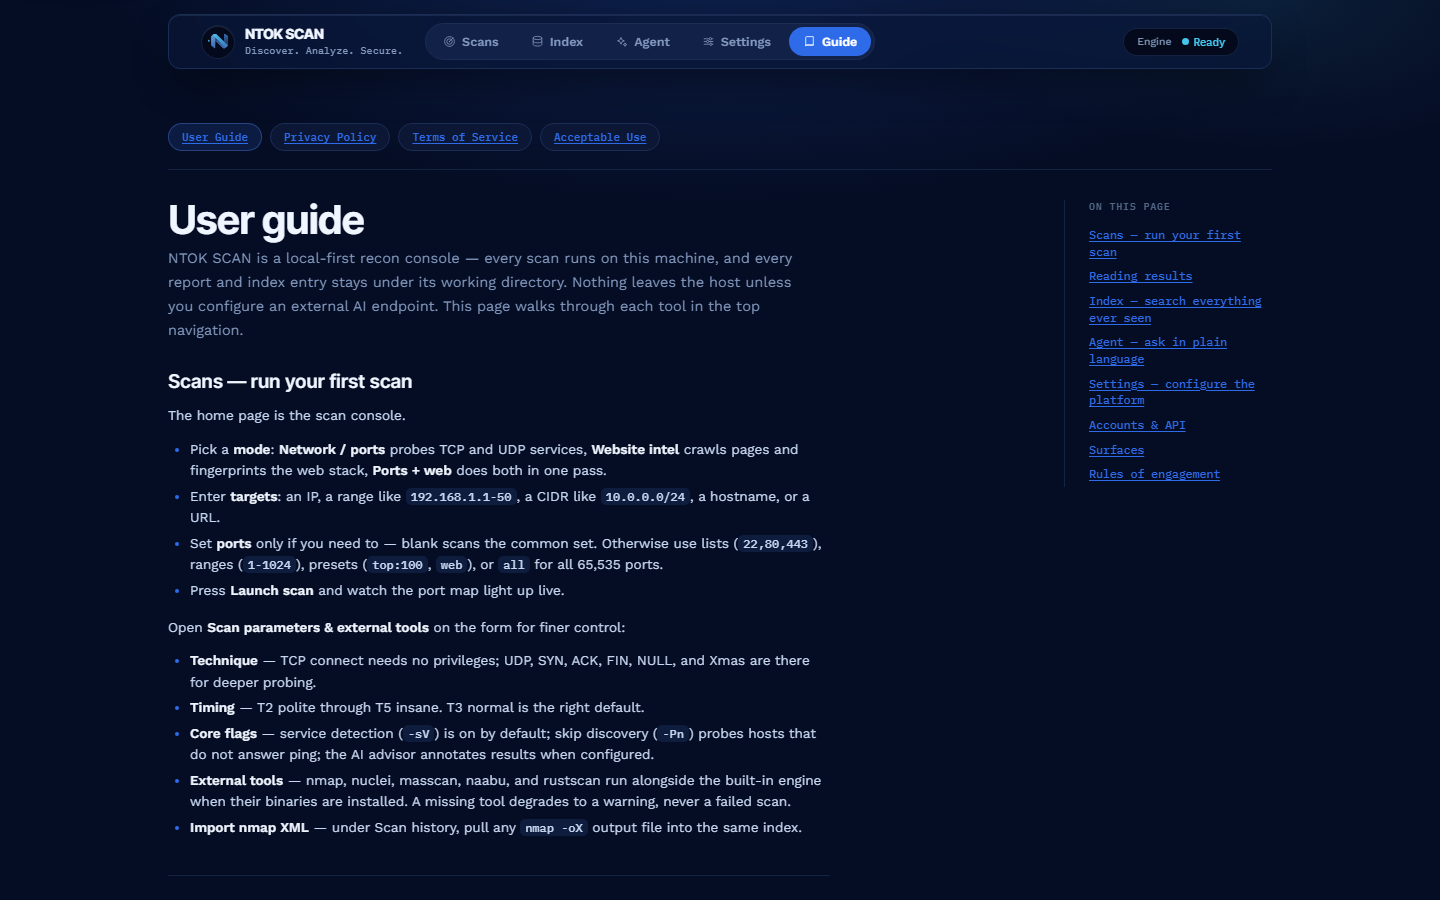 NTOK SCAN
Discover. Analyze. Secure.
Scans
Index
Agent
Settings
Guide
Engine
Ready
User Guide
Privacy Policy
Terms of Service
Acceptable Use
User guide
NTOK SCAN is a local-first recon console — every scan runs on this machine, and every
report and index entry stays under its working directory. Nothing leaves the host unless
you configure an external AI endpoint. This page walks through each tool in the top
navigation.
Scans — run your first scan
The home page is the scan console.
• Pick a mode: Network / ports probes TCP and UDP services, Website intel crawls pages and
fingerprints the web stack, Ports + web does both in one pass.
• Enter targets: an IP, a range like 192.168.1.1-50, a CIDR like 10.0.0.0/24, a hostname, or a
URL.
• Set ports only if you need to — blank scans the common set. Otherwise use lists (22,80,443),
ranges (1-1024), presets (top:100, web), or all for all 65,535 ports.
• Press Launch scan and watch the port map light up live.
Open Scan parameters & external tools on the form for finer control:
• Technique — TCP connect needs no privileges; UDP, SYN, ACK, FIN, NULL, and Xmas are there
for deeper probing.
• Timing — T2 polite through T5 insane. T3 normal is the right default.
• Core flags — service detection (-sV) is on by default; skip discovery (-Pn) probes hosts that
do not answer ping; the AI advisor annotates results when configured.
• External tools — nmap, nuclei, masscan, naabu, and rustscan run alongside the built-in engine
when their binaries are installed. A missing tool degrades to a warning, never a failed scan.
• Import nmap XML — under Scan history, pull any nmap -oX output file into the same index.
ON THIS PAGE
Scans — run your first
scan
Reading results
Index — search everything
ever seen
Agent — ask in plain
language
Settings — configure the
platform
Accounts & API
Surfaces
Rules of engagement